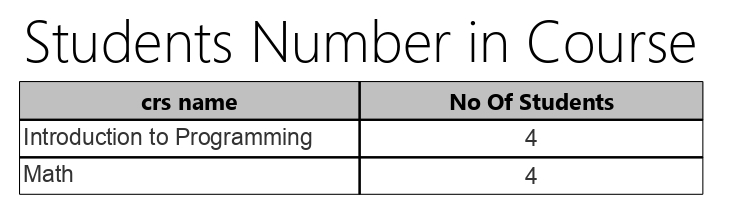 Students Number in Course
crs name No Of Students
Introduction to Programming 4
Math 4